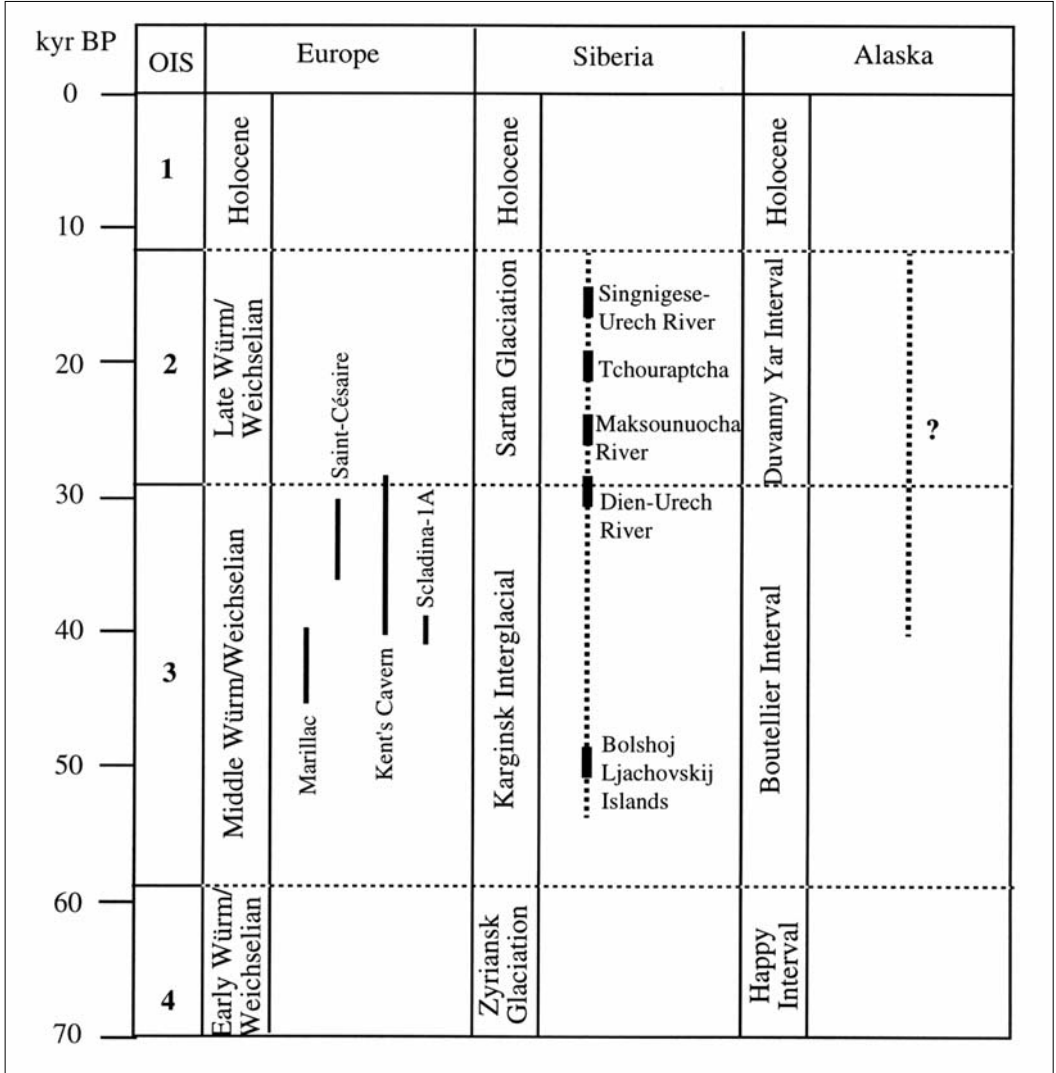 kyr BP
OIS
Europe
Siberia
Alaska
0
10
20
30
40
50
60
70
1
2
3
4
Holocene
Late Würm/
Weichselian
Middle Würm/Weichselian
Early Würm/
Weichselian
Marillac
Saint-Césaire
Kent's Cavern
Scladina-1A
Holocene
Sartan Glaciation
Karginsk Interglacial
Zyriansk
Glaciation
Singnigese-
Urech River
Tchouraptcha
Maksounuocha
River
Dien-Urech
River
Bolshoj
Ljachovskij
Islands
Holocene
Duvanny Yar Interval
Boutellier Interval
Happy
Interval
?